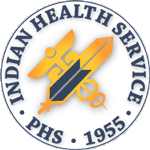 INDIAN HEALTH SERVICE
· PHS · 1955 ·